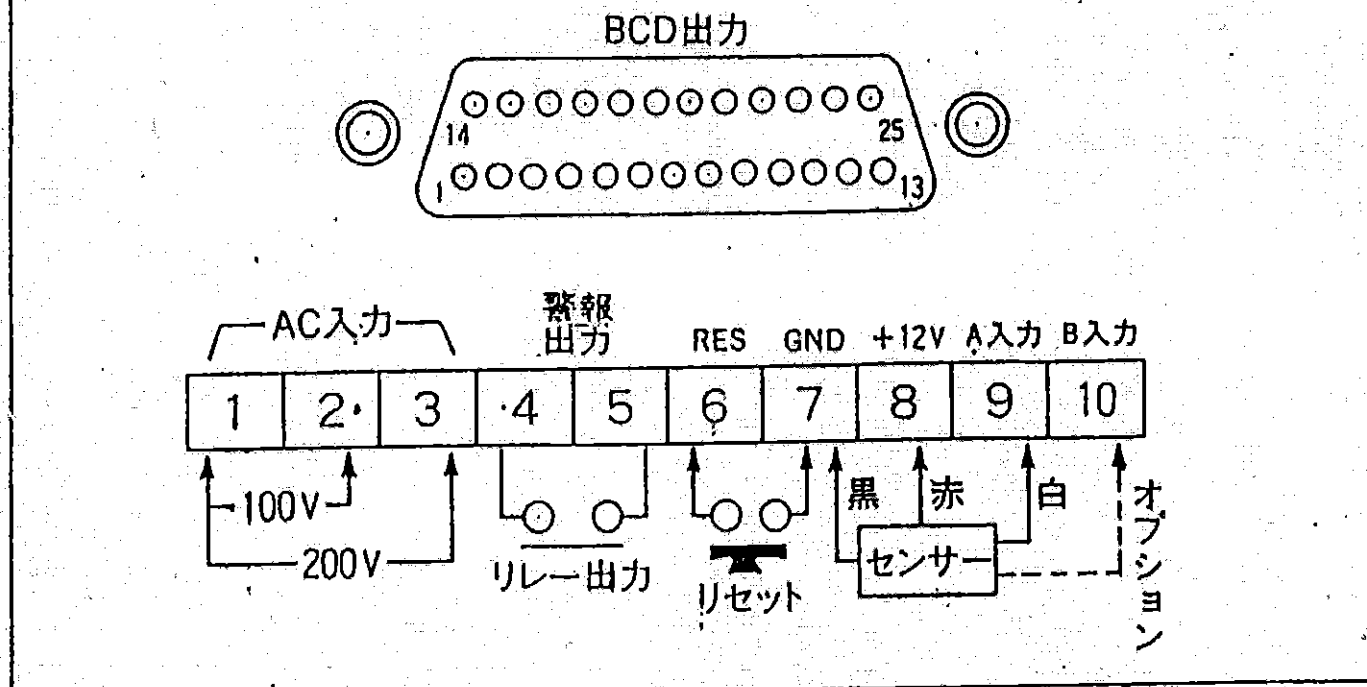 BCD出力
14 25
1 13
AC入力
警報
出力
RES GND +12V A入力 B入力
1 2 3 4 5 6 7 8 9 10
100V
200V
リレー出力
リセット
黒 赤 白
センサー
オプション